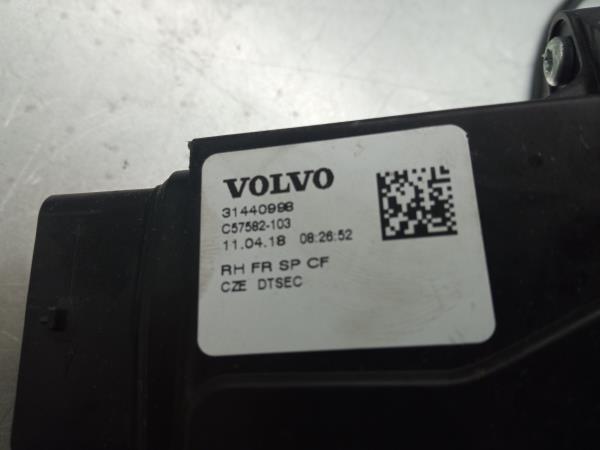 VOLVO
31440998
C57582-103
11.04.18 08:26:52
RH FR SP CF
CZE DTSEC